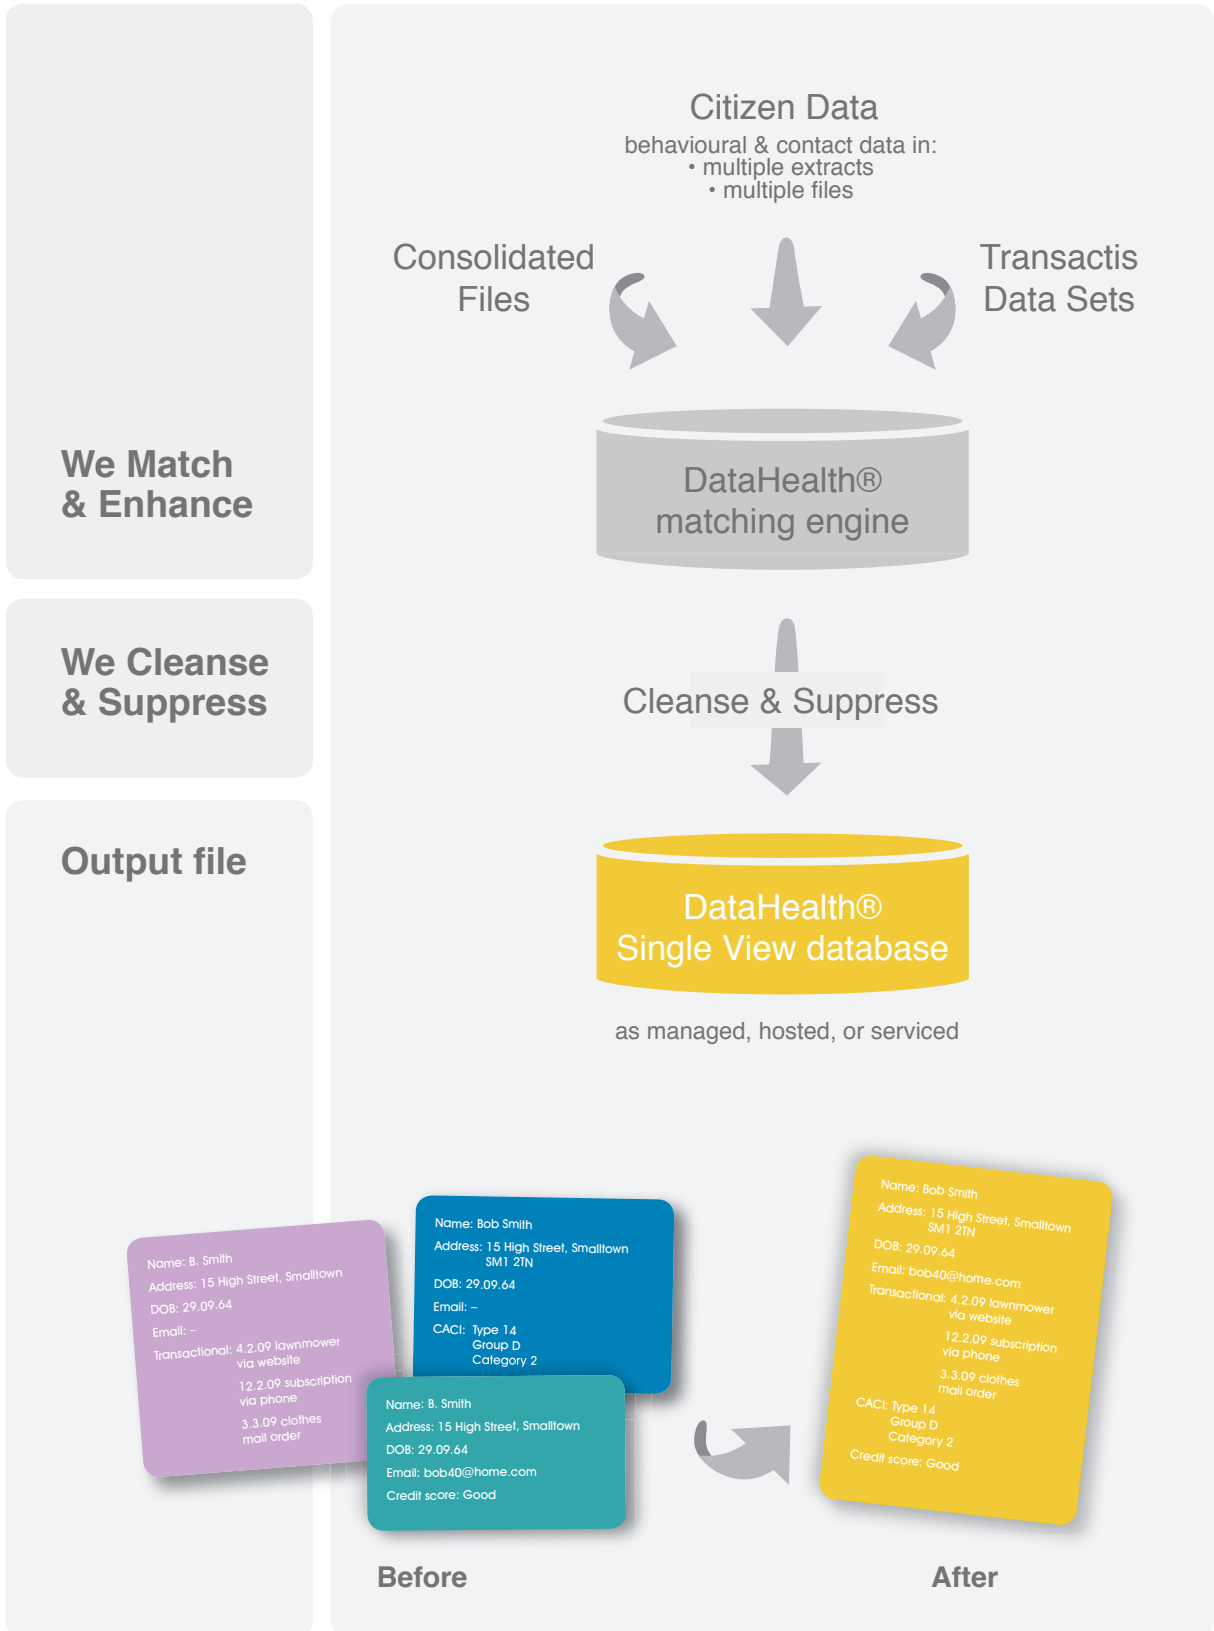 Citizen Data
behavioural & contact data in:
• multiple extracts
• multiple files
Consolidated
Files
Transactis
Data Sets
We Match
& Enhance
DataHealth®
matching engine
We Cleanse
& Suppress
Cleanse & Suppress
Output file
DataHealth®
Single View database
as managed, hosted, or serviced
Name: B. Smith
Address: 15 High Street, Smalltown
DOB: 29.09.64
Email: –
Transactional: 4.2.09 lawnmower
via website
12.2.09 subscription
via phone
3.3.09 clothes
mail order
Name: Bob Smith
Address: 15 High Street, Smalltown
SM1 2TN
DOB: 29.09.64
Email: –
CACI: Type 14
Group D
Category 2
Name: B. Smith
Address: 15 High Street, Smalltown
DOB: 29.09.64
Email: bob40@home.com
Credit score: Good
Name: Bob Smith
Address: 15 High Street, Smalltown
SM1 2TN
DOB: 29.09.64
Email: bob40@home.com
Transactional: 4.2.09 lawnmower
via website
12.2.09 subscription
via phone
3.3.09 clothes
mail order
CACI: Type 14
Group D
Category 2
Credit score: Good
Before
After